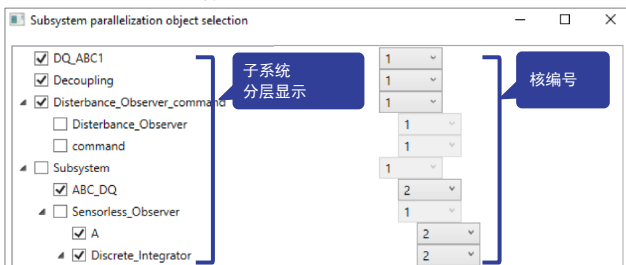 Subsystem parallelization object selection
DQ_ABC1 1
Decoupling 1
Disterbance_Observer_command 1
Disterbance_Observer 1
command 1
Subsystem 1
ABC_DQ 2
Sensorless_Observer 1
A 2
Discrete_Integrator 2
子系统
分层显示
核编号